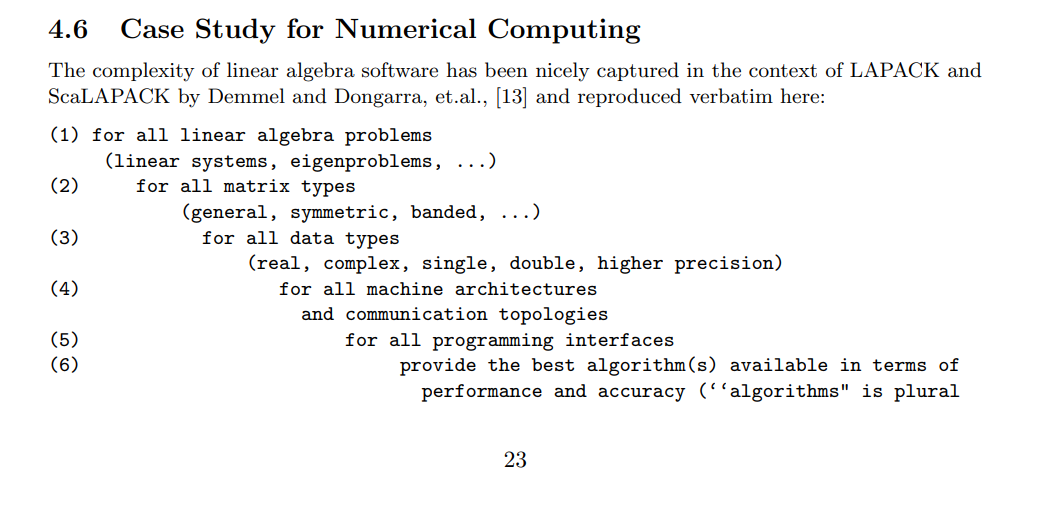 4.6 Case Study for Numerical Computing
The complexity of linear algebra software has been nicely captured in the context of LAPACK and
ScaLAPACK by Demmel and Dongarra, et.al., [13] and reproduced verbatim here:
(1) for all linear algebra problems
(linear systems, eigenproblems, ...)
(2) for all matrix types
(general, symmetric, banded, ...)
(3) for all data types
(real, complex, single, double, higher precision)
(4) for all machine architectures
and communication topologies
(5) for all programming interfaces
(6) provide the best algorithm(s) available in terms of
performance and accuracy (‘‘algorithms" is plural
23